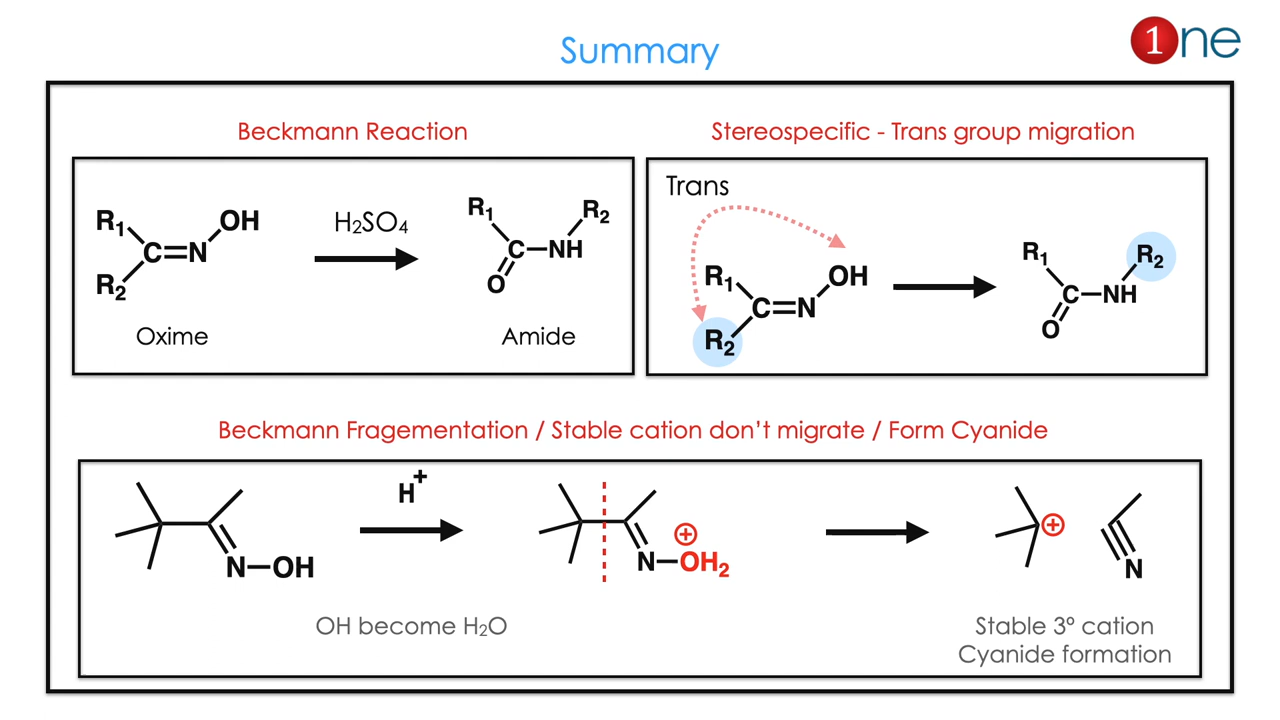 Summary
1ne
Beckmann Reaction
R₁
OH
C=N
R₂
Oxime
H₂SO₄
R₁
R₂
C–NH
O
Amide
Stereospecific - Trans group migration
Trans
R₁
OH
C=N
R₂
R₁
R₂
C–NH
O
Beckmann Fragementation / Stable cation don’t migrate / Form Cyanide
N–OH
H⁺
⊕
N–OH₂
⊕
N
OH become H₂O
Stable 3º cation
Cyanide formation